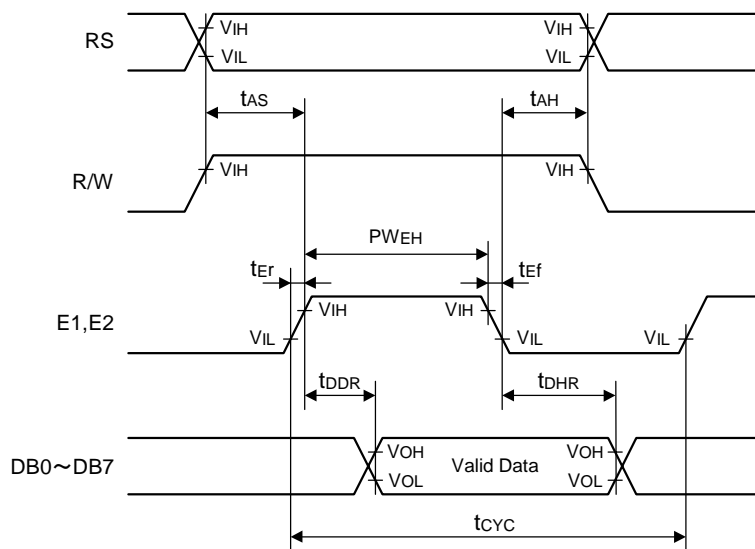 RS
VIH
VIH
VIL
VIL
tAS
tAH
R/W
VIH
VIH
PWEH
tEr
tEf
E1,E2
VIH
VIH
VIL
VIL
VIL
tDDR
tDHR
DB0～DB7
VOH
VOH
Valid Data
VOL
VOL
tCYC